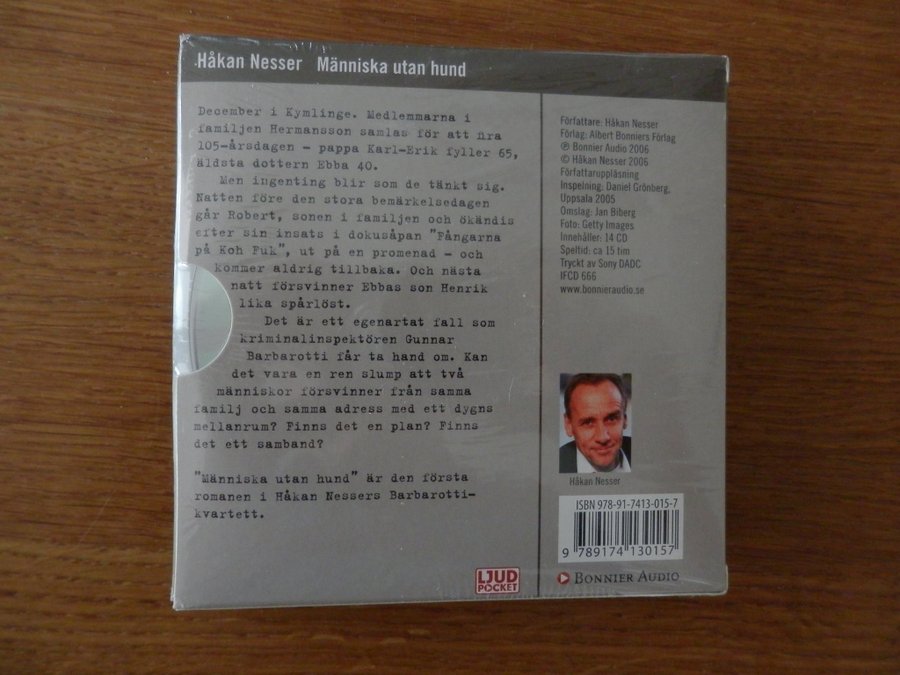 Håkan Nesser Människa utan hund
December i Kymlinge. Medlemmarna i
familjen Hermansson samlas för att fira
105-årsdagen - pappa Karl-Erik fyller 65,
äldsta dottern Ebba 40.
Men ingenting blir som de tänkt sig.
Natten före den stora bemärkelsedagen
går Robert, sonen i familjen och ökändis
efter sin insats i dokusåpan "Fångarna
på Koh Fuk", ut på en promenad - och
kommer aldrig tillbaka. Och nästa
natt försvinner Ebbas son Henrik
lika spårlöst.
Det är ett egenartat fall som
kriminalinspektören Gunnar
Barbarotti får ta hand om. Kan
det vara en ren slump att två
människor försvinner från samma
familj och samma adress med ett dygns
mellanrum? Finns det en plan? Finns
det ett samband?
"Människa utan hund" är den första
romanen i Håkan Nessers Barbarotti-
kvartett.
LJUD
POCKET
Författare: Håkan Nesser
Förlag: Albert Bonniers Förlag
℗ Bonnier Audio 2006
© Håkan Nesser 2006
Författaruppläsning
Inspelning: Daniel Grönberg,
Uppsala 2005
Omslag: Jan Biberg
Foto: Getty Images
Innehåller: 14 CD
Speltid: ca 15 tim
Tryckt av Sony DADC
IFCD 666
www.bonnieraudio.se
Håkan Nesser
ISBN 978-91-7413-015-7
9 789174 130157
BONNIER AUDIO